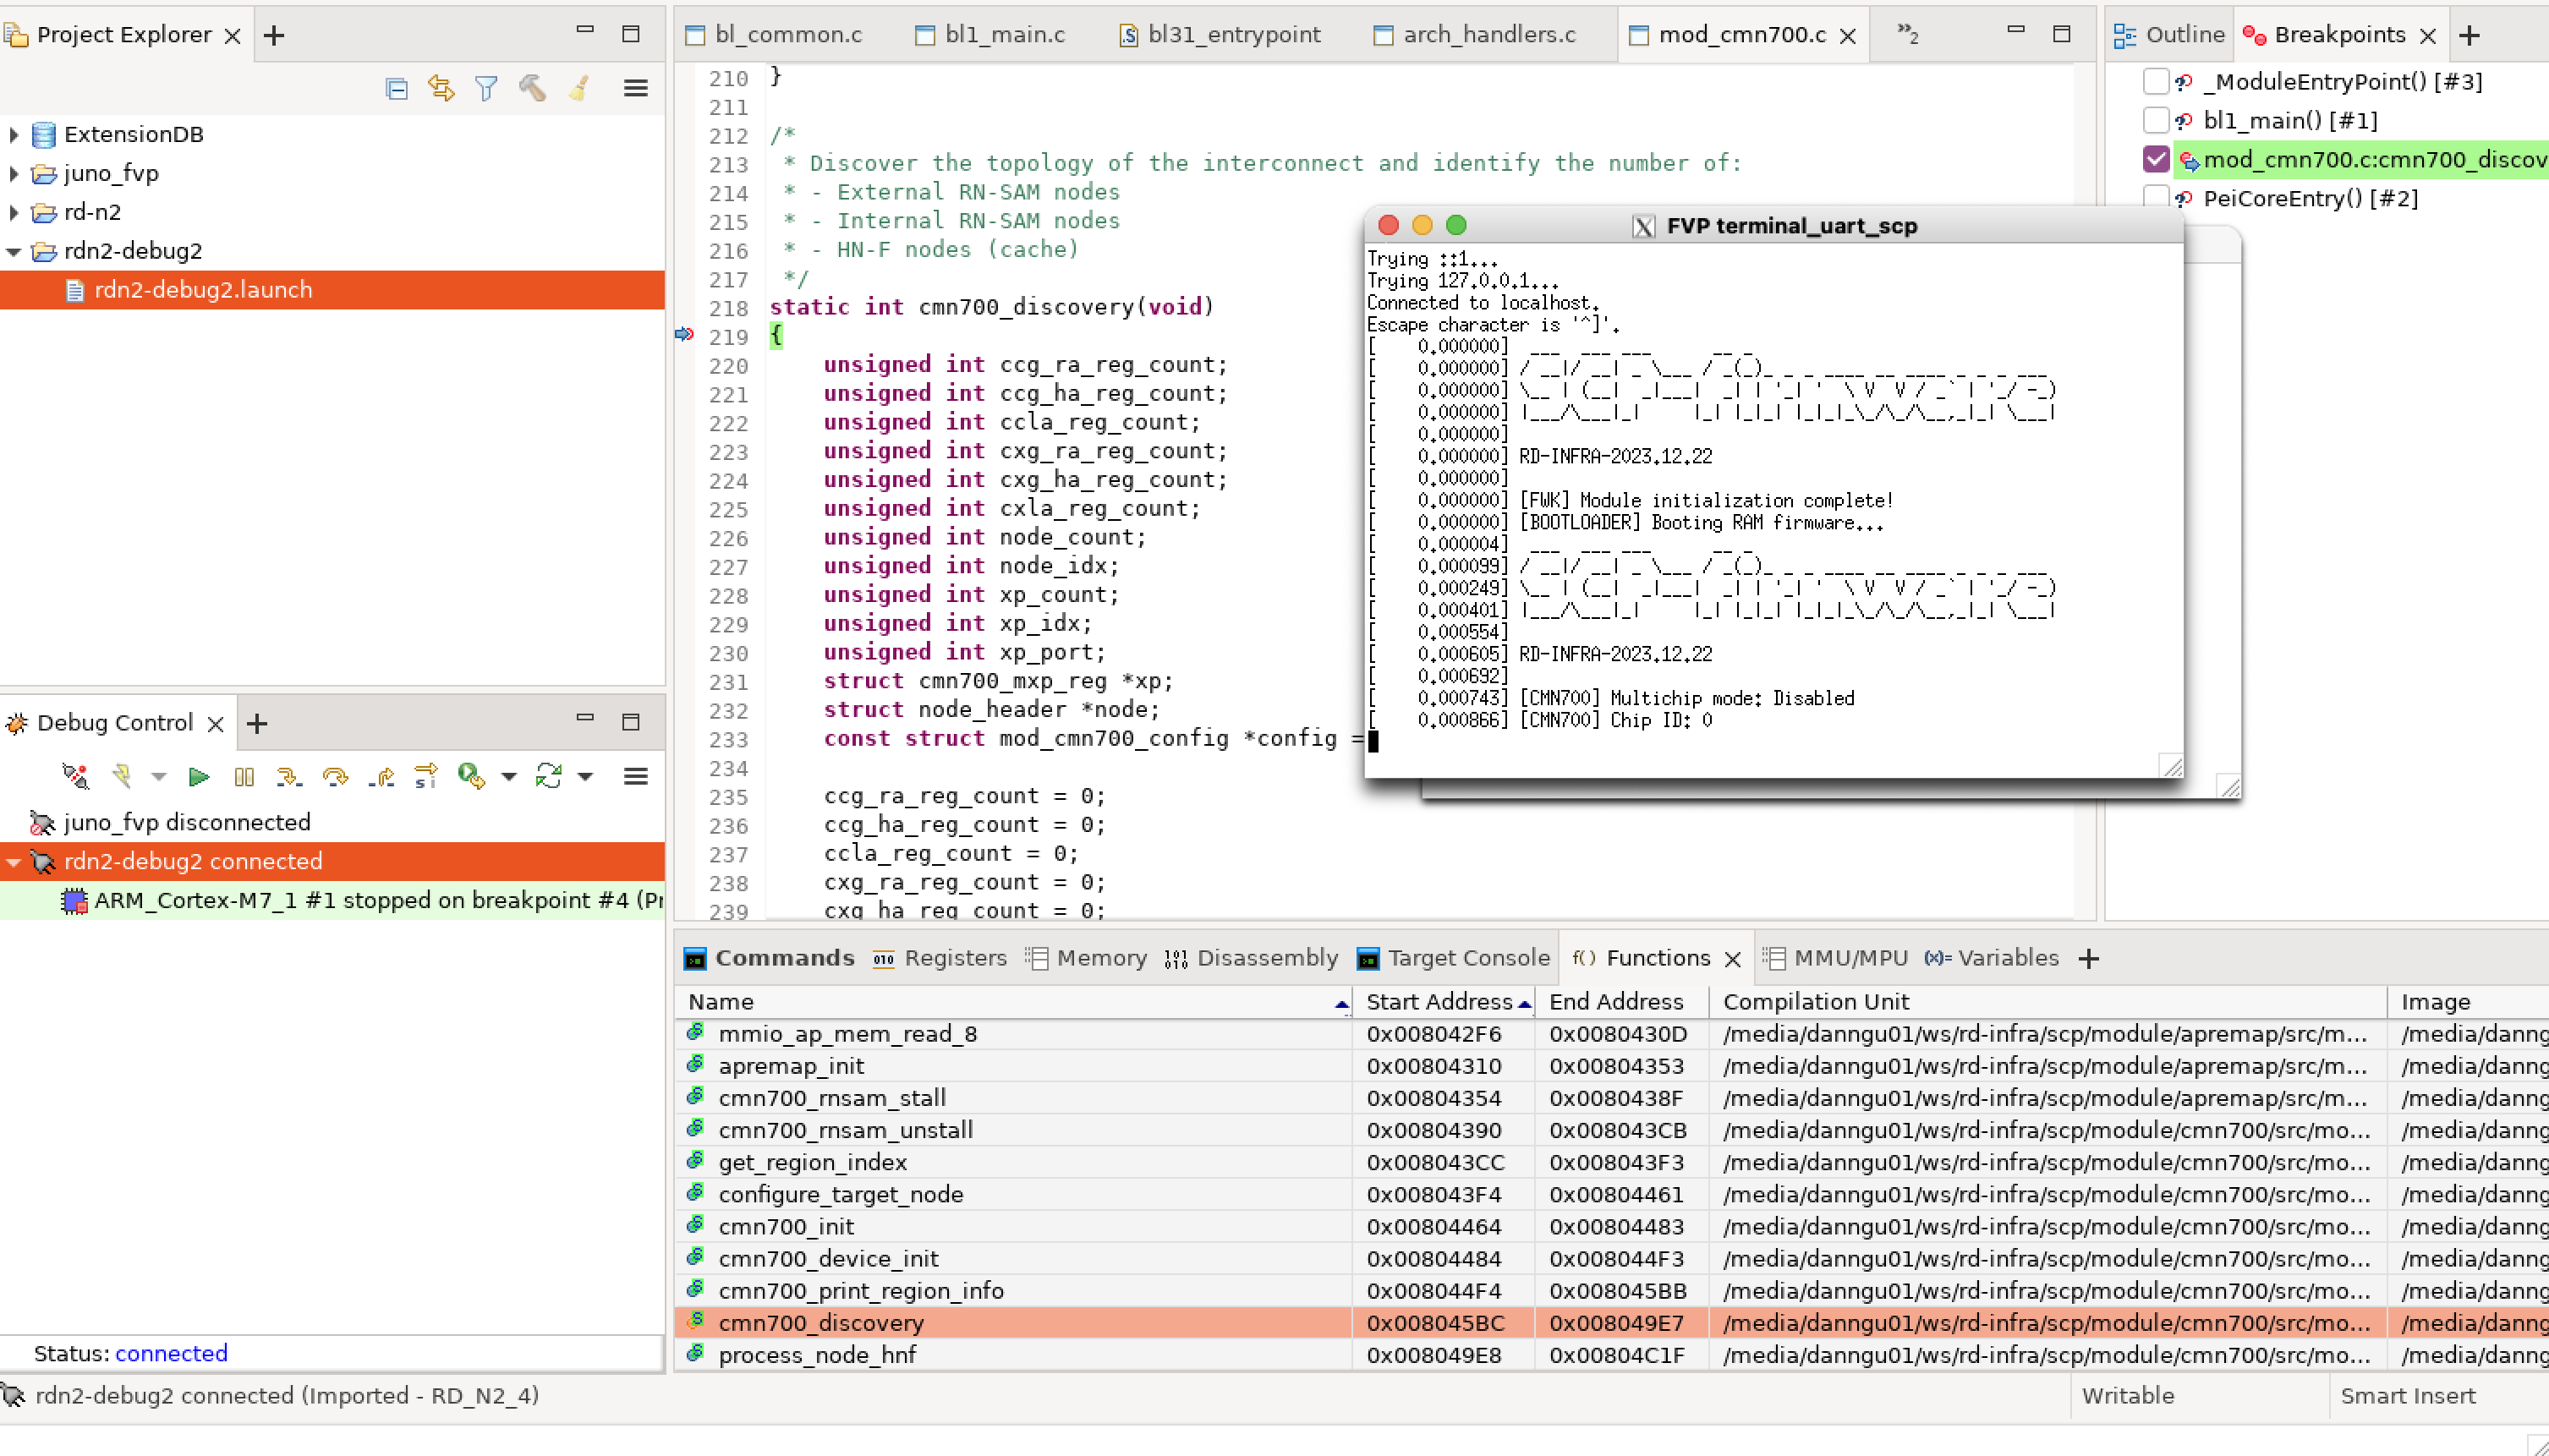 Project Explorer
ExtensionDB
juno_fvp
rd-n2
rdn2-debug2
rdn2-debug2.launch
Debug Control
juno_fvp disconnected
rdn2-debug2 connected
ARM_Cortex-M7_1 #1 stopped on breakpoint #4 (Pr
Status: connected
bl_common.c bl1_main.c bl31_entrypoint arch_handlers.c mod_cmn700.c »2
210 }
211
212 /*
213 * Discover the topology of the interconnect and identify the number of:
214 * - External RN-SAM nodes
215 * - Internal RN-SAM nodes
216 * - HN-F nodes (cache)
217 */
218 static int cmn700_discovery(void)
219 {
220 unsigned int ccg_ra_reg_count;
221 unsigned int ccg_ha_reg_count;
222 unsigned int ccla_reg_count;
223 unsigned int cxg_ra_reg_count;
224 unsigned int cxg_ha_reg_count;
225 unsigned int cxla_reg_count;
226 unsigned int node_count;
227 unsigned int node_idx;
228 unsigned int xp_count;
229 unsigned int xp_idx;
230 unsigned int xp_port;
231 struct cmn700_mxp_reg *xp;
232 struct node_header *node;
233 const struct mod_cmn700_config *config =
234
235 ccg_ra_reg_count = 0;
236 ccg_ha_reg_count = 0;
237 ccla_reg_count = 0;
238 cxg_ra_reg_count = 0;
239 cxg_ha_reg_count = 0;
FVP terminal_uart_scp
Trying ::1...
Trying 127.0.0.1...
Connected to localhost.
Escape character is '^]'.
[ 0.000000]
[ 0.000000]
[ 0.000000] SCP-firmware
[ 0.000000]
[ 0.000000]
[ 0.000000] RD-INFRA-2023.12.22
[ 0.000000]
[ 0.000000] [FWK] Module initialization complete!
[ 0.000000] [BOOTLOADER] Booting RAM firmware...
[ 0.000004]
[ 0.000099]
[ 0.000249] SCP-firmware
[ 0.000401]
[ 0.000554]
[ 0.000605] RD-INFRA-2023.12.22
[ 0.000692]
[ 0.000743] [CMN700] Multichip mode: Disabled
[ 0.000866] [CMN700] Chip ID: 0
Outline Breakpoints
_ModuleEntryPoint() [#3]
bl1_main() [#1]
mod_cmn700.c:cmn700_discov
PeiCoreEntry() [#2]
Commands Registers Memory Disassembly Target Console f() Functions MMU/MPU (x)= Variables
Name Start Address End Address Compilation Unit Image
mmio_ap_mem_read_8 0x008042F6 0x0080430D /media/danngu01/ws/rd-infra/scp/module/apremap/src/m... /media/danng
apremap_init 0x00804310 0x00804353 /media/danngu01/ws/rd-infra/scp/module/apremap/src/m... /media/danng
cmn700_rnsam_stall 0x00804354 0x0080438F /media/danngu01/ws/rd-infra/scp/module/apremap/src/m... /media/danng
cmn700_rnsam_unstall 0x00804390 0x008043CB /media/danngu01/ws/rd-infra/scp/module/cmn700/src/mo... /media/danng
get_region_index 0x008043CC 0x008043F3 /media/danngu01/ws/rd-infra/scp/module/cmn700/src/mo... /media/danng
configure_target_node 0x008043F4 0x00804461 /media/danngu01/ws/rd-infra/scp/module/cmn700/src/mo... /media/danng
cmn700_init 0x00804464 0x00804483 /media/danngu01/ws/rd-infra/scp/module/cmn700/src/mo... /media/danng
cmn700_device_init 0x00804484 0x008044F3 /media/danngu01/ws/rd-infra/scp/module/cmn700/src/mo... /media/danng
cmn700_print_region_info 0x008044F4 0x008045BB /media/danngu01/ws/rd-infra/scp/module/cmn700/src/mo... /media/danng
cmn700_discovery 0x008045BC 0x008049E7 /media/danngu01/ws/rd-infra/scp/module/cmn700/src/mo... /media/danng
process_node_hnf 0x008049E8 0x00804C1F /media/danngu01/ws/rd-infra/scp/module/cmn700/src/mo... /media/danng
rdn2-debug2 connected (Imported - RD_N2_4) Writable Smart Insert